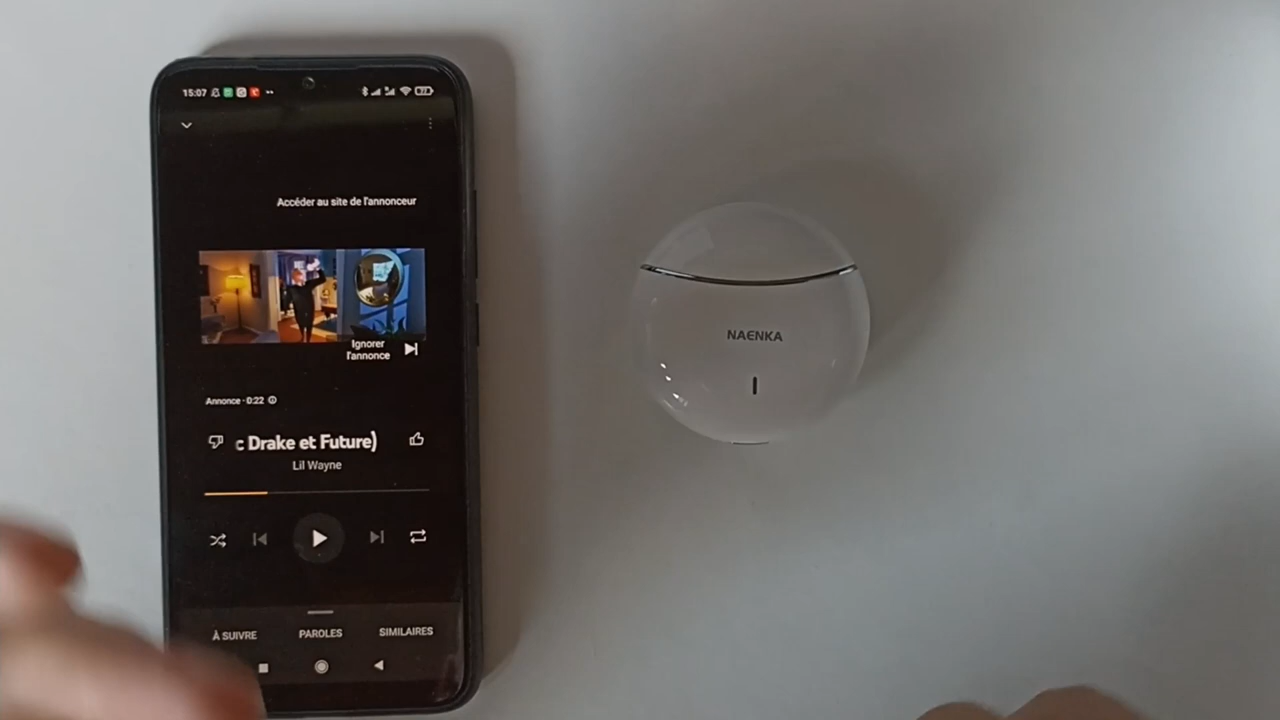 15:07
77
Accéder au site de l'annonceur
Ignorer
l'annonce
Annonce · 0:22
c Drake et Future)
Lil Wayne
À SUIVRE
PAROLES
SIMILAIRES
NAENKA